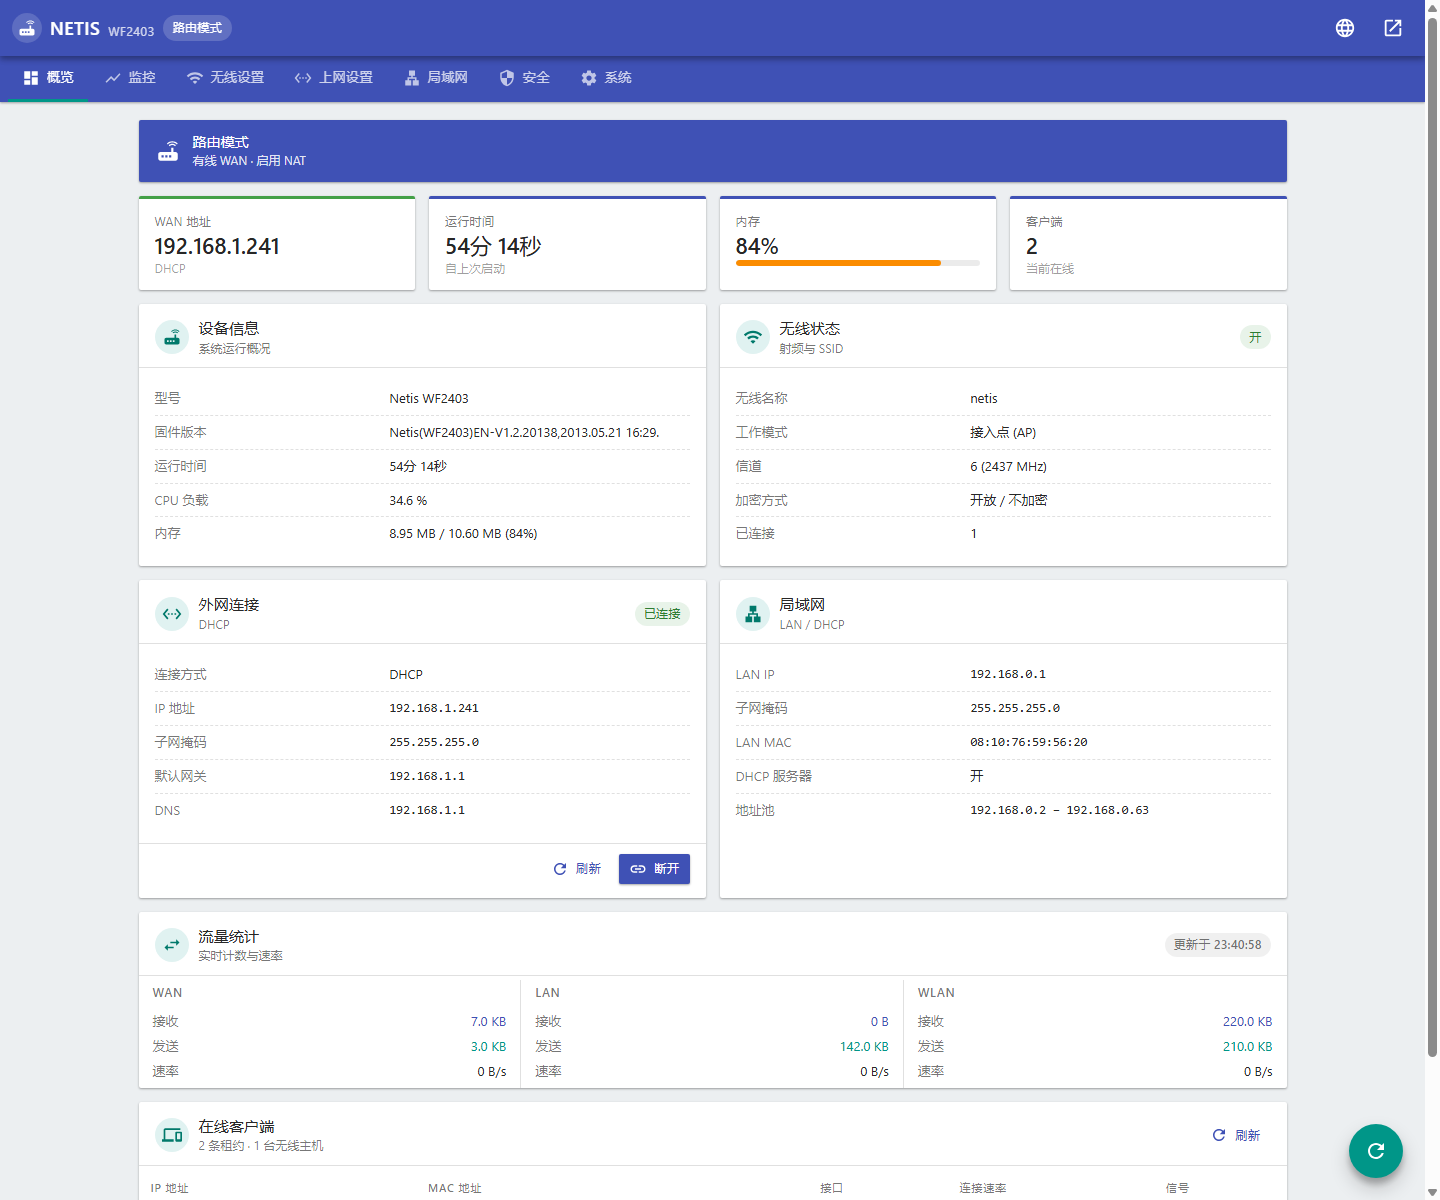 NETIS WF2403 路由模式
概览 监控 无线设置 上网设置 局域网 安全 系统
路由模式
有线 WAN · 启用 NAT
WAN 地址
192.168.1.241
DHCP
运行时间
54分 14秒
自上次启动
内存
84%
客户端
2
当前在线
设备信息
系统运行概况
型号 Netis WF2403
固件版本 Netis(WF2403)EN-V1.2.20138,2013.05.21 16:29.
运行时间 54分 14秒
CPU 负载 34.6 %
内存 8.95 MB / 10.60 MB (84%)
无线状态
射频与 SSID
开
无线名称 netis
工作模式 接入点 (AP)
信道 6 (2437 MHz)
加密方式 开放 / 不加密
已连接 1
外网连接
DHCP
已连接
连接方式 DHCP
IP 地址 192.168.1.241
子网掩码 255.255.255.0
默认网关 192.168.1.1
DNS 192.168.1.1
刷新 断开
局域网
LAN / DHCP
LAN IP 192.168.0.1
子网掩码 255.255.255.0
LAN MAC 08:10:76:59:56:20
DHCP 服务器 开
地址池 192.168.0.2 – 192.168.0.63
流量统计
实时计数与速率
更新于 23:40:58
WAN
接收 7.0 KB
发送 3.0 KB
速率 0 B/s
LAN
接收 0 B
发送 142.0 KB
速率 0 B/s
WLAN
接收 220.0 KB
发送 210.0 KB
速率 0 B/s
在线客户端
2 条租约 · 1 台无线主机
刷新
IP 地址 MAC 地址 接口 连接速率 信号